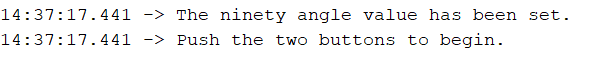 14:37:17.441 -> The ninety angle value has been set.
14:37:17.441 -> Push the two buttons to begin.